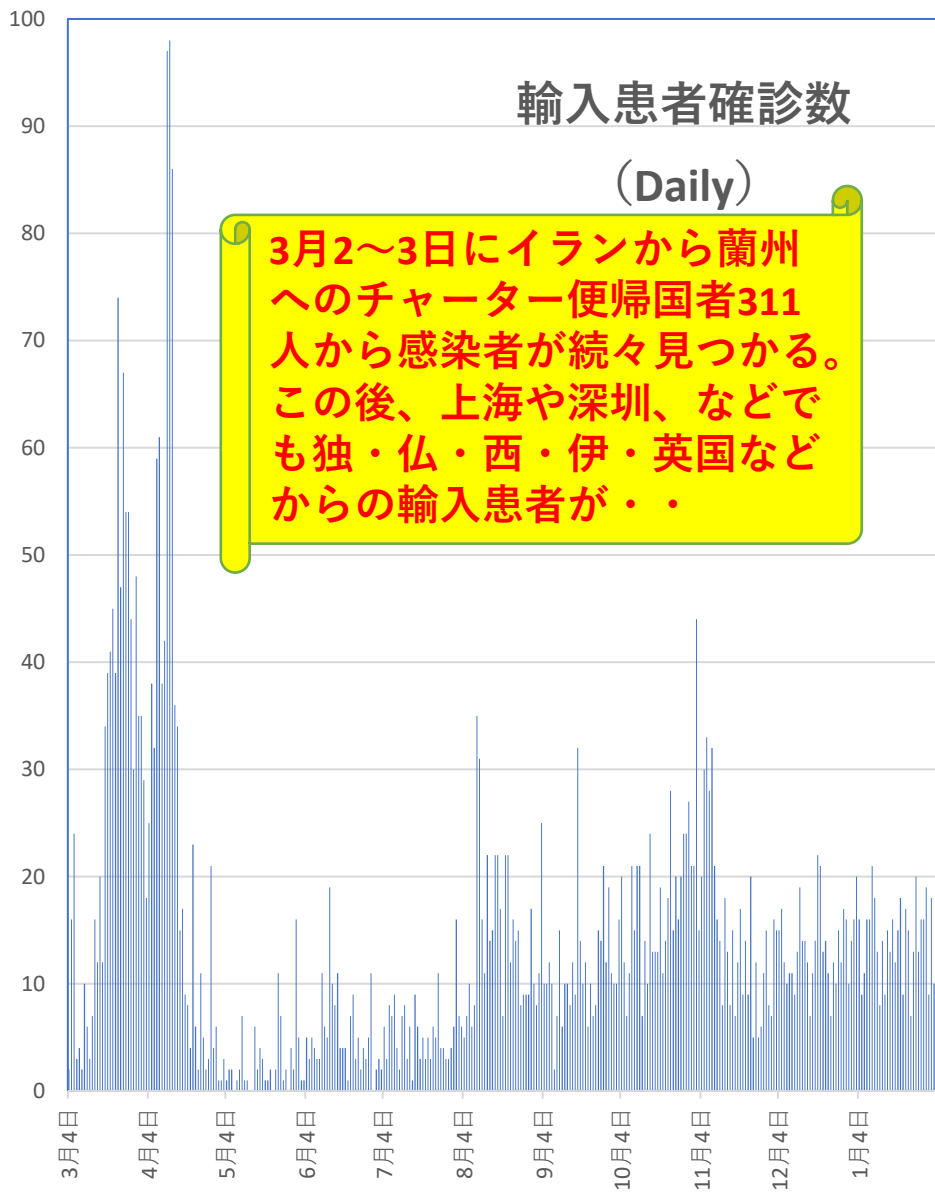 輸入患者確診数
（Daily）
3月2～3日にイランから蘭州
へのチャーター便帰国者311
人から感染者が続々見つかる。
この後、上海や深圳、などで
も独・仏・西・伊・英国など
からの輸入患者が・・
100
90
80
70
60
50
40
30
20
10
0
3月4日
4月4日
5月4日
6月4日
7月4日
8月4日
9月4日
10月4日
11月4日
12月4日
1月4日